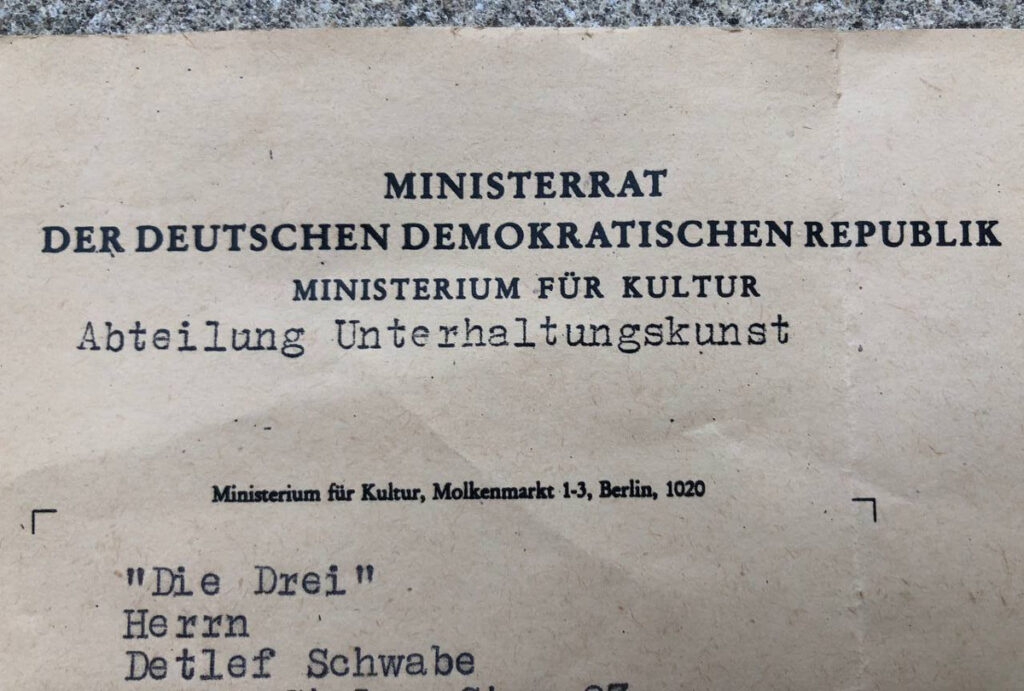 MINISTERRAT
DER DEUTSCHEN DEMOKRATISCHEN REPUBLIK
MINISTERIUM FÜR KULTUR
Abteilung Unterhaltungskunst
Ministerium für Kultur, Molkenmarkt 1-3, Berlin, 1020
"Die Drei"
Herrn
Detlef Schwabe